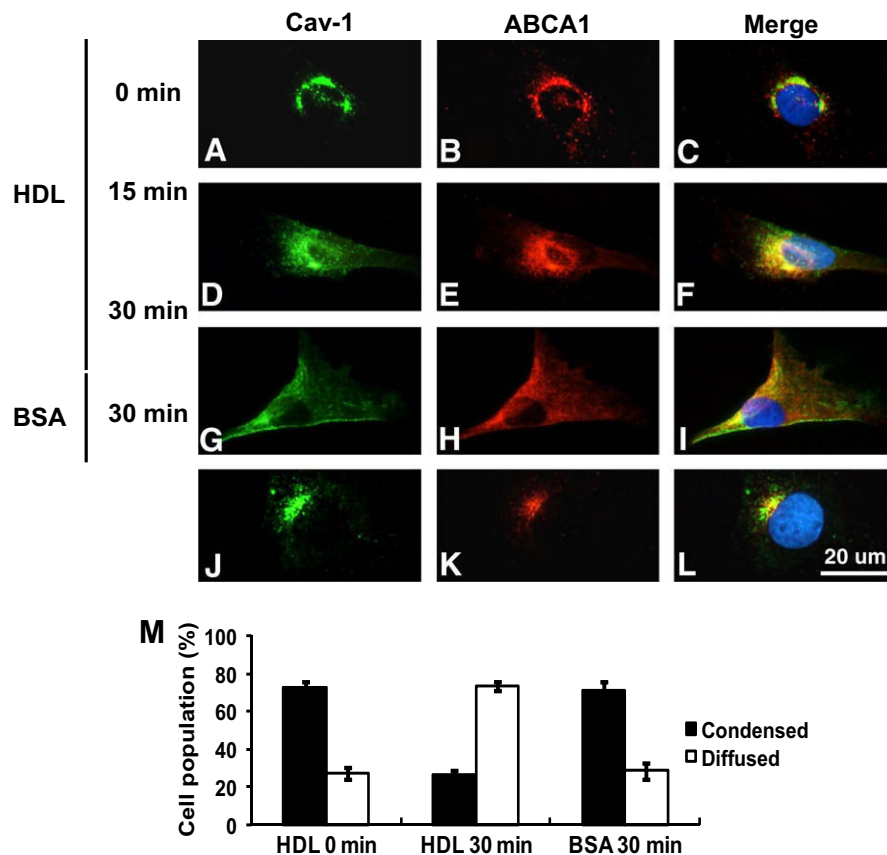 Cav-1 ABCA1 Merge
0 min
A B C
HDL
15 min
D E F
30 min
BSA
30 min
G H I
J K L
20 um
M
Cell population (%)
100
80
60
40
20
0
Condensed
Diffused
HDL 0 min HDL 30 min BSA 30 min